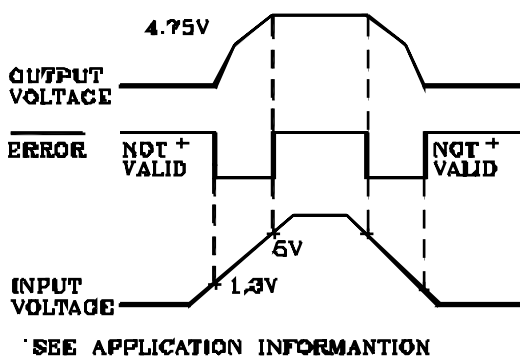 4.75V
OUTPUT
VOLTAGE
ERROR
NOT +
VALID
NOT +
VALID
5V
1.3V
INPUT
VOLTAGE
*SEE APPLICATION INFORMANTION